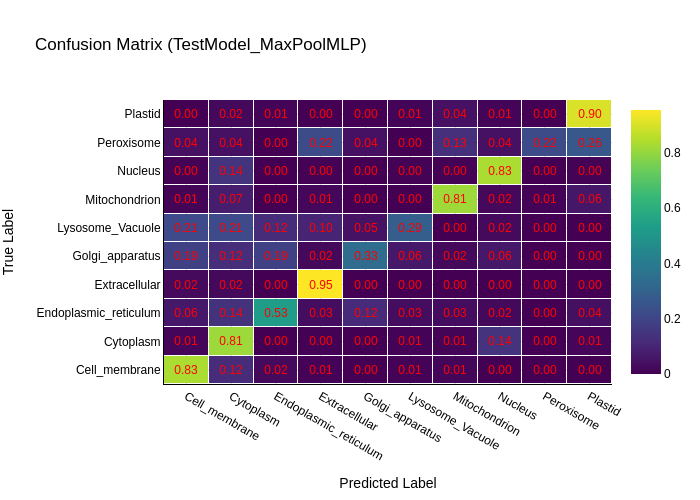 Confusion Matrix (TestModel_MaxPoolMLP)
Plastid 0.00 0.02 0.01 0.00 0.00 0.01 0.04 0.01 0.00 0.90
Peroxisome 0.04 0.04 0.00 0.22 0.04 0.00 0.13 0.04 0.22 0.26
Nucleus 0.00 0.14 0.00 0.00 0.00 0.00 0.00 0.83 0.00 0.00
Mitochondrion 0.01 0.07 0.00 0.01 0.00 0.00 0.81 0.02 0.01 0.06
Lysosome_Vacuole 0.21 0.21 0.12 0.10 0.05 0.29 0.00 0.02 0.00 0.00
Golgi_apparatus 0.19 0.12 0.19 0.02 0.33 0.06 0.02 0.06 0.00 0.00
Extracellular 0.02 0.02 0.00 0.95 0.00 0.00 0.00 0.00 0.00 0.00
Endoplasmic_reticulum 0.06 0.14 0.53 0.03 0.12 0.03 0.03 0.02 0.00 0.04
Cytoplasm 0.01 0.81 0.00 0.00 0.00 0.01 0.01 0.14 0.00 0.01
Cell_membrane 0.83 0.12 0.02 0.01 0.00 0.01 0.01 0.00 0.00 0.00
Cell_membrane Cytoplasm Endoplasmic_reticulum Extracellular Golgi_apparatus Lysosome_Vacuole Mitochondrion Nucleus Peroxisome Plastid
Predicted Label
True Label
0.8
0.6
0.4
0.2
0